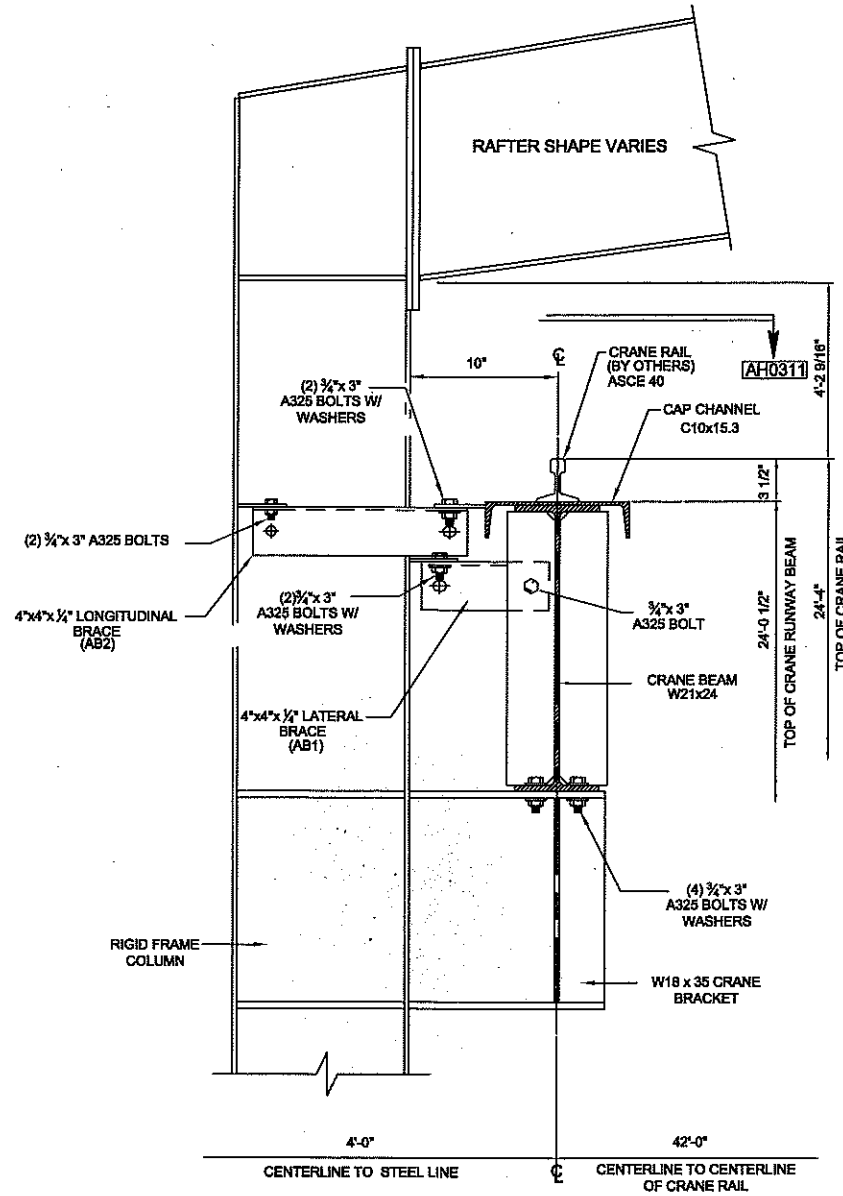 RAFTER SHAPE VARIES
10"
℄
CRANE RAIL
(BY OTHERS)
ASCE 40
AH0311
4'-2 9/16"
(2) ¾"x 3"
A325 BOLTS W/
WASHERS
CAP CHANNEL
C10x15.3
3 1/2"
(2) ¾"x 3" A325 BOLTS
4"x4"x ¼" LONGITUDINAL
BRACE
(AB2)
(2)¾"x 3"
A325 BOLTS W/
WASHERS
¾"x 3"
A325 BOLT
24'-0 1/2"
TOP OF CRANE RUNWAY BEAM
24'-4"
TOP OF CRANE RAIL
CRANE BEAM
W21x24
4"x4"x ¼" LATERAL
BRACE
(AB1)
(4) ¾"x 3"
A325 BOLTS W/
WASHERS
RIGID FRAME
COLUMN
W18 x 35 CRANE
BRACKET
4'-0"
42'-0"
CENTERLINE TO STEEL LINE
℄
CENTERLINE TO CENTERLINE
OF CRANE RAIL